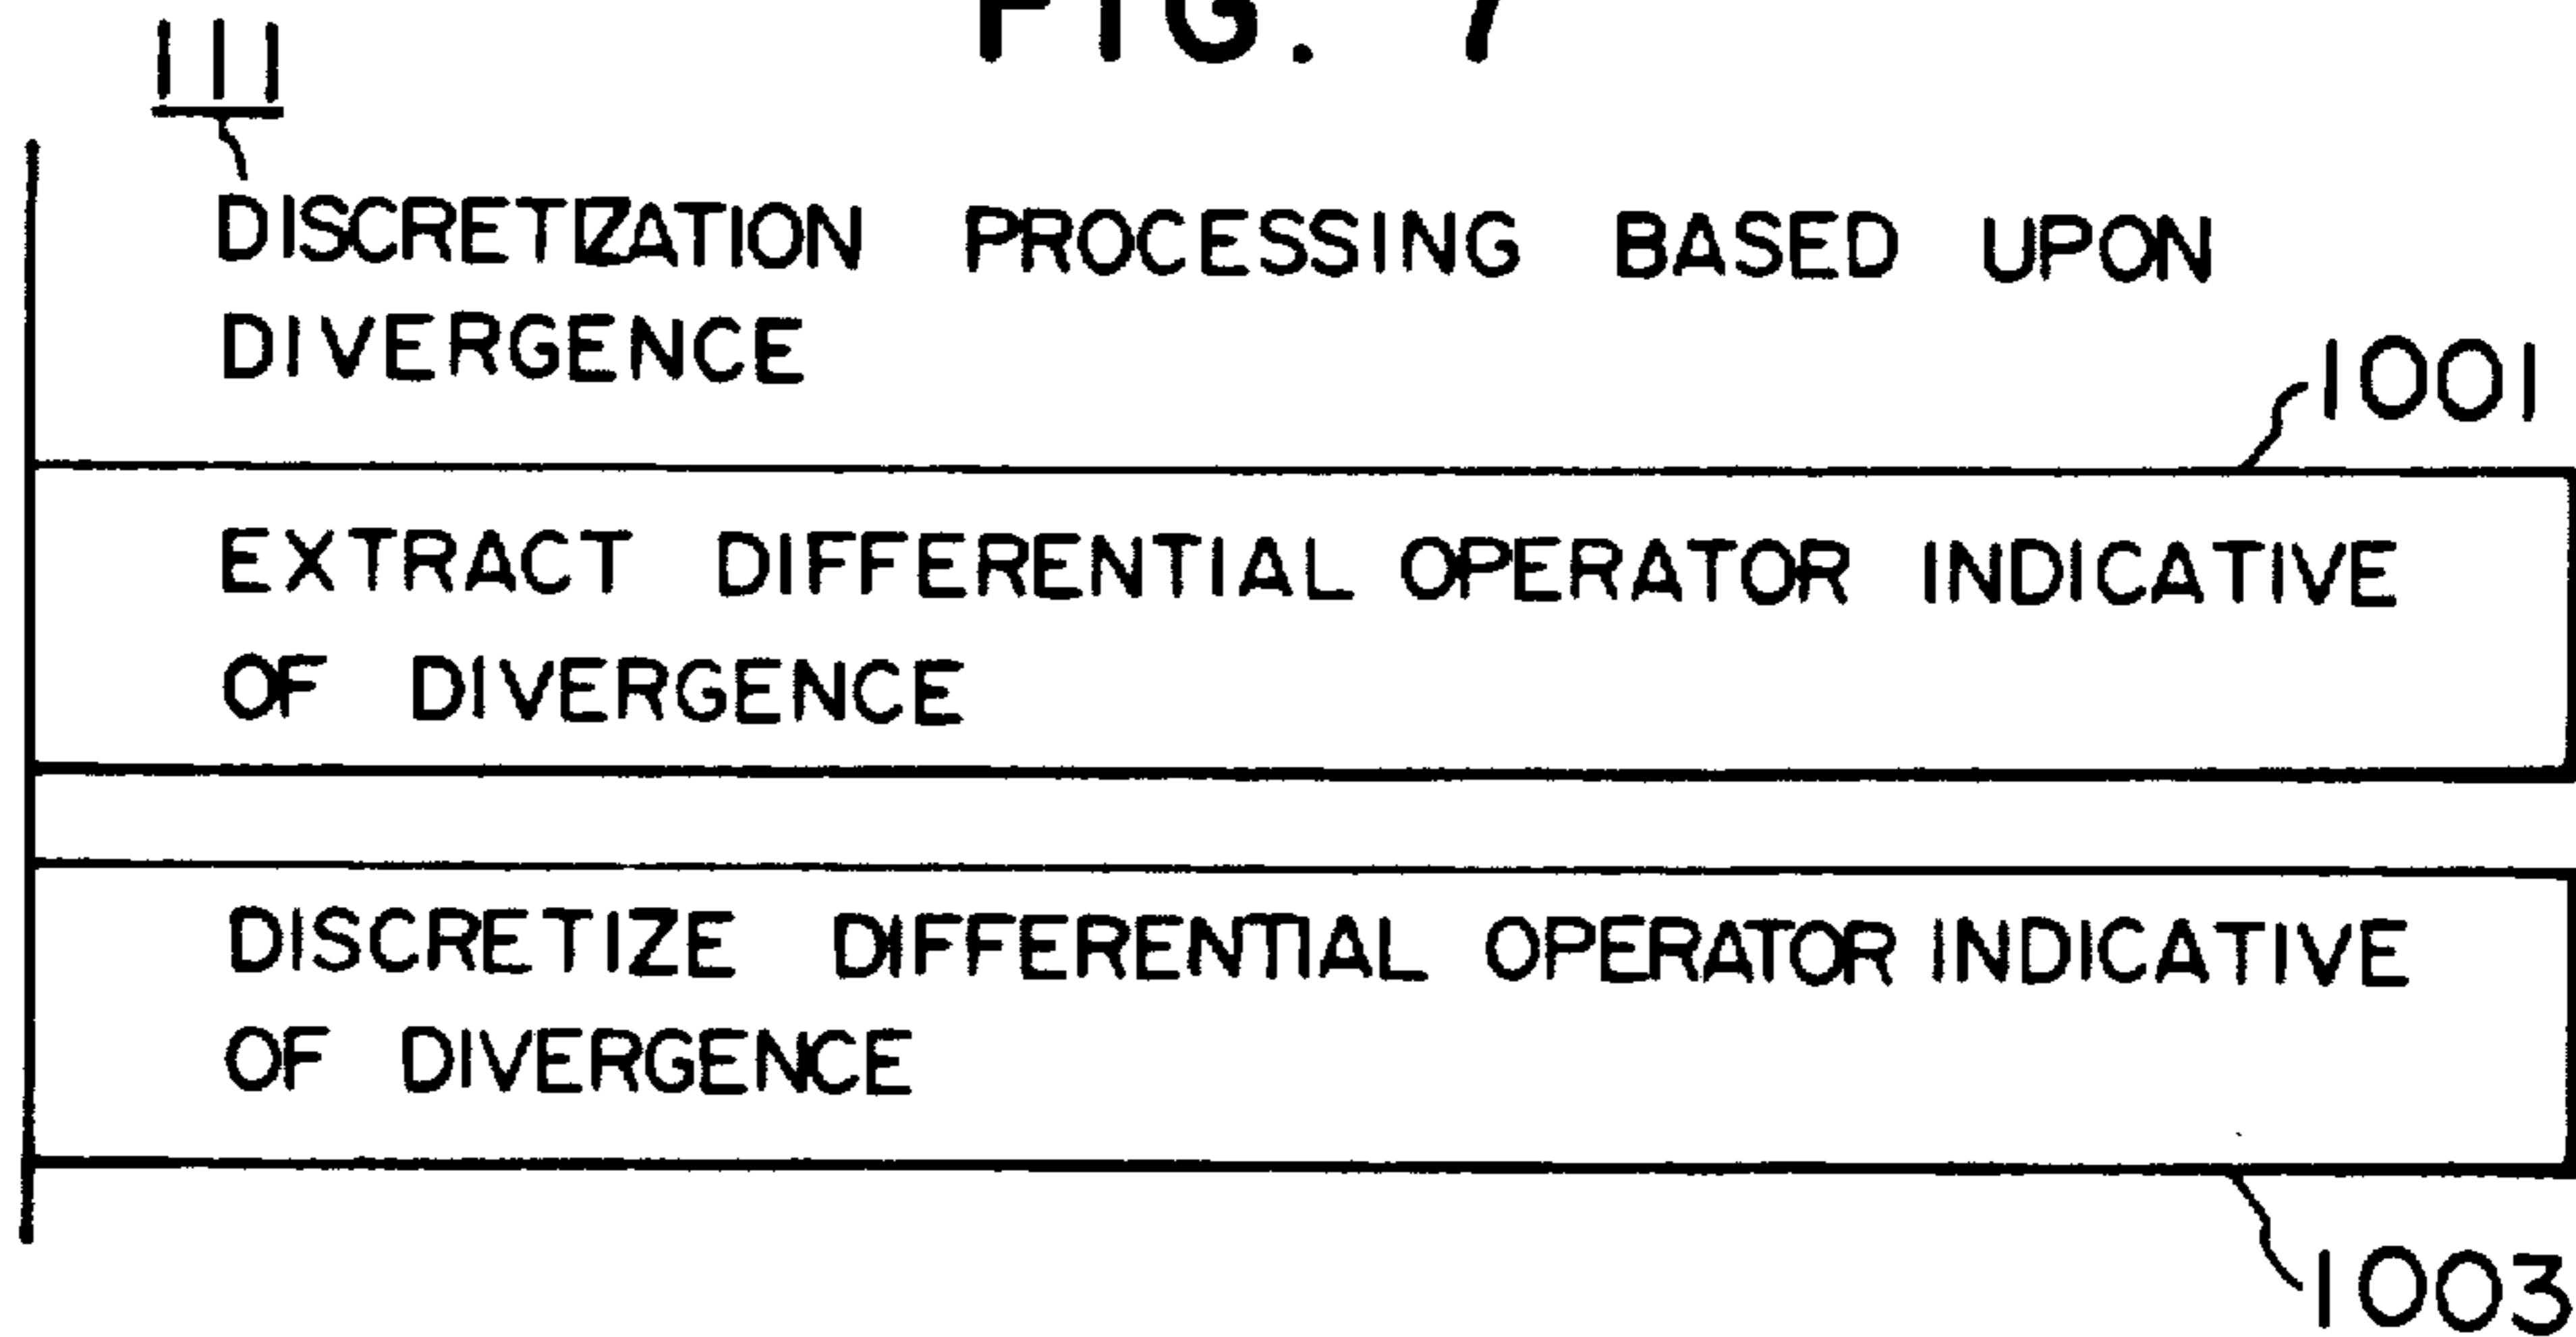 FIG. 7
111
DISCRETIZATION PROCESSING BASED UPON
DIVERGENCE
1001
EXTRACT DIFFERENTIAL OPERATOR INDICATIVE
OF DIVERGENCE
DISCRETIZE DIFFERENTIAL OPERATOR INDICATIVE
OF DIVERGENCE
1003